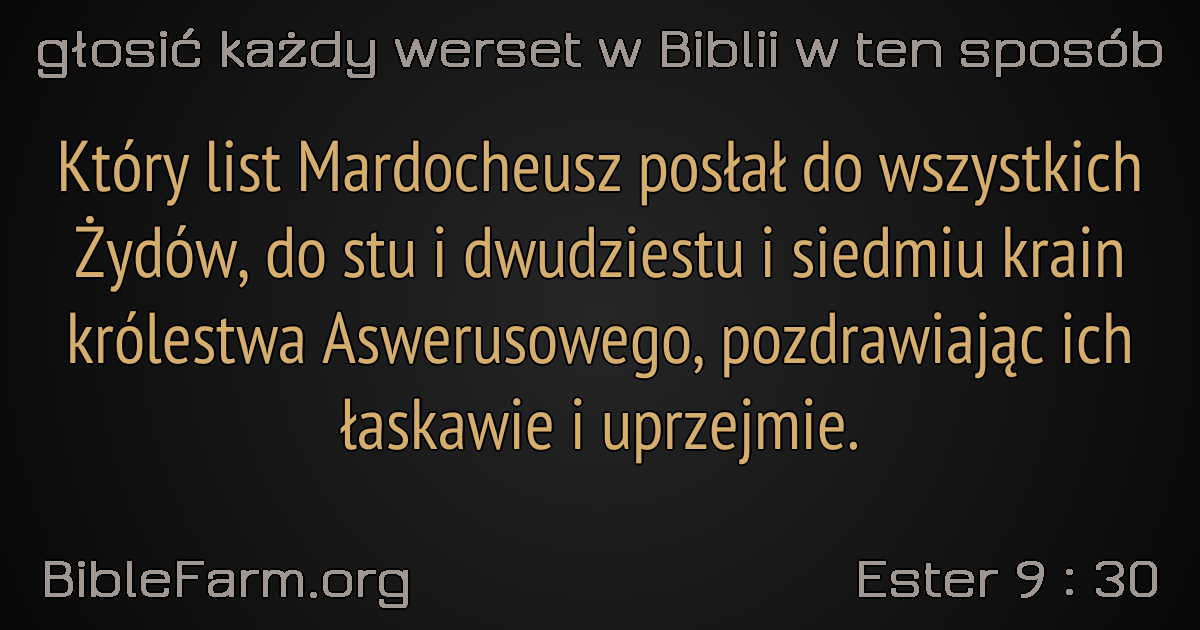 głosić każdy werset w Biblii w ten sposób
Który list Mardocheusz posłał do wszystkich
Żydów, do stu i dwudziestu i siedmiu krain
królestwa Aswerusowego, pozdrawiając ich
łaskawie i uprzejmie.
BibleFarm.org
Ester 9 : 30